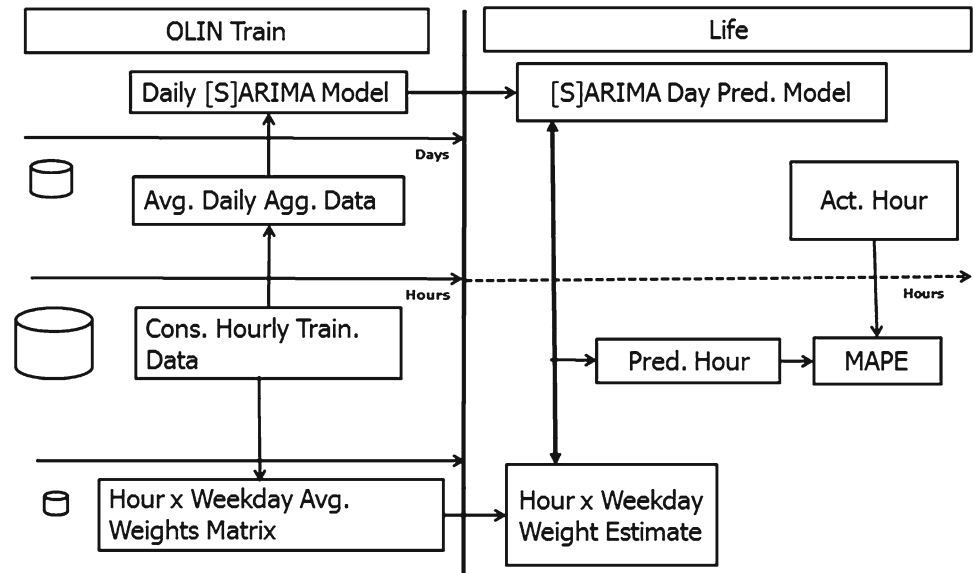 OLIN Train
Life
Daily [S]ARIMA Model
[S]ARIMA Day Pred. Model
Days
Avg. Daily Agg. Data
Act. Hour
Hours
Hours
Cons. Hourly Train.
Data
Pred. Hour
MAPE
Hour x Weekday Avg.
Weights Matrix
Hour x Weekday
Weight Estimate